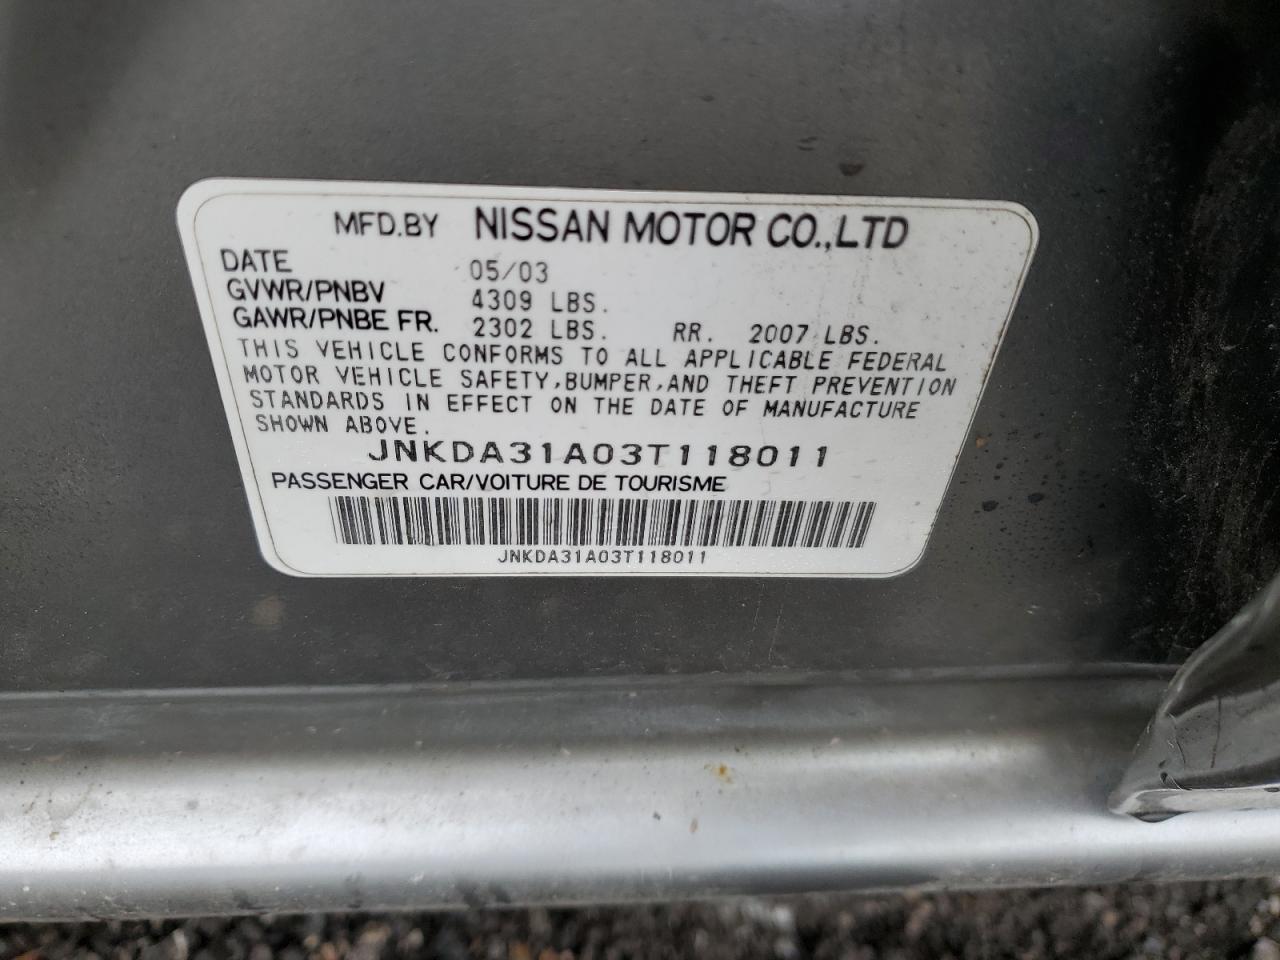 MFD.BY NISSAN MOTOR CO.,LTD
DATE 05/03
GVWR/PNBV 4309 LBS.
GAWR/PNBE FR. 2302 LBS. RR. 2007 LBS.
THIS VEHICLE CONFORMS TO ALL APPLICABLE FEDERAL
MOTOR VEHICLE SAFETY,BUMPER,AND THEFT PREVENTION
STANDARDS IN EFFECT ON THE DATE OF MANUFACTURE
SHOWN ABOVE.
JNKDA31A03T118011
PASSENGER CAR/VOITURE DE TOURISME
JNKDA31A03T118011